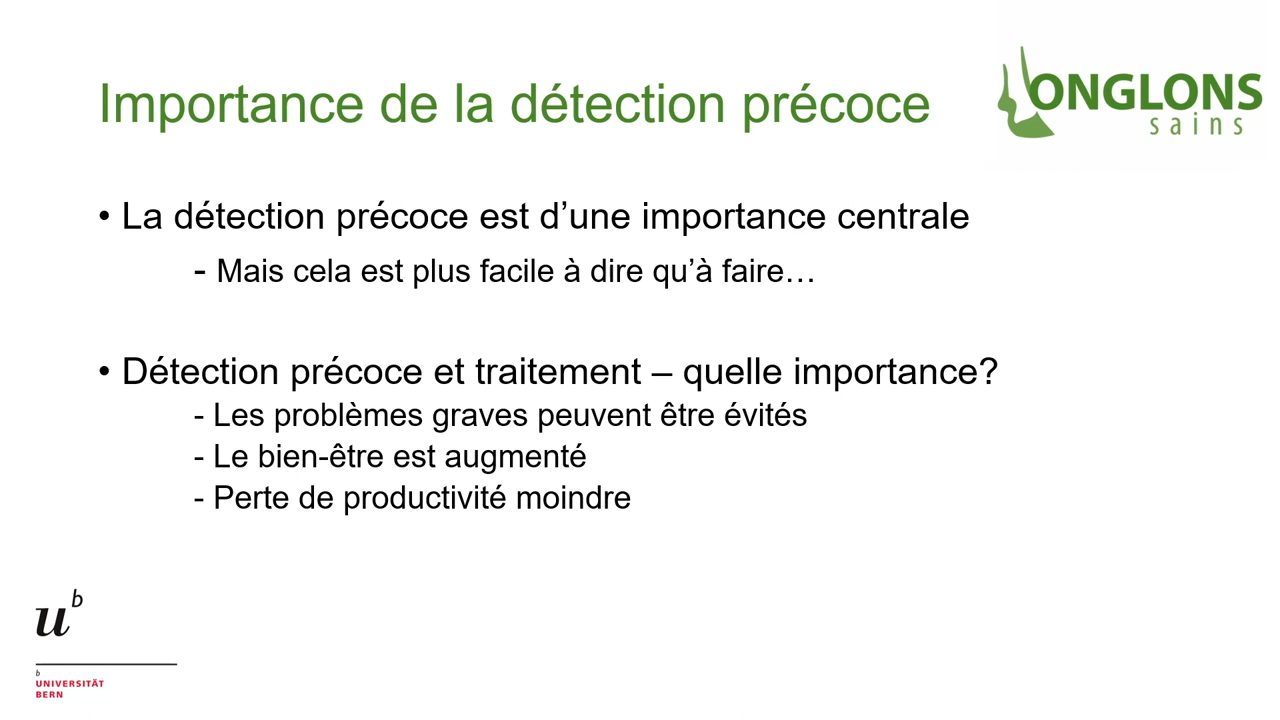 Importance de la détection précoce
ONGLONS
sains
• La détection précoce est d’une importance centrale
- Mais cela est plus facile à dire qu’à faire…
• Détection précoce et traitement – quelle importance?
- Les problèmes graves peuvent être évités
- Le bien-être est augmenté
- Perte de productivité moindre
u b
b
UNIVERSITÄT
BERN